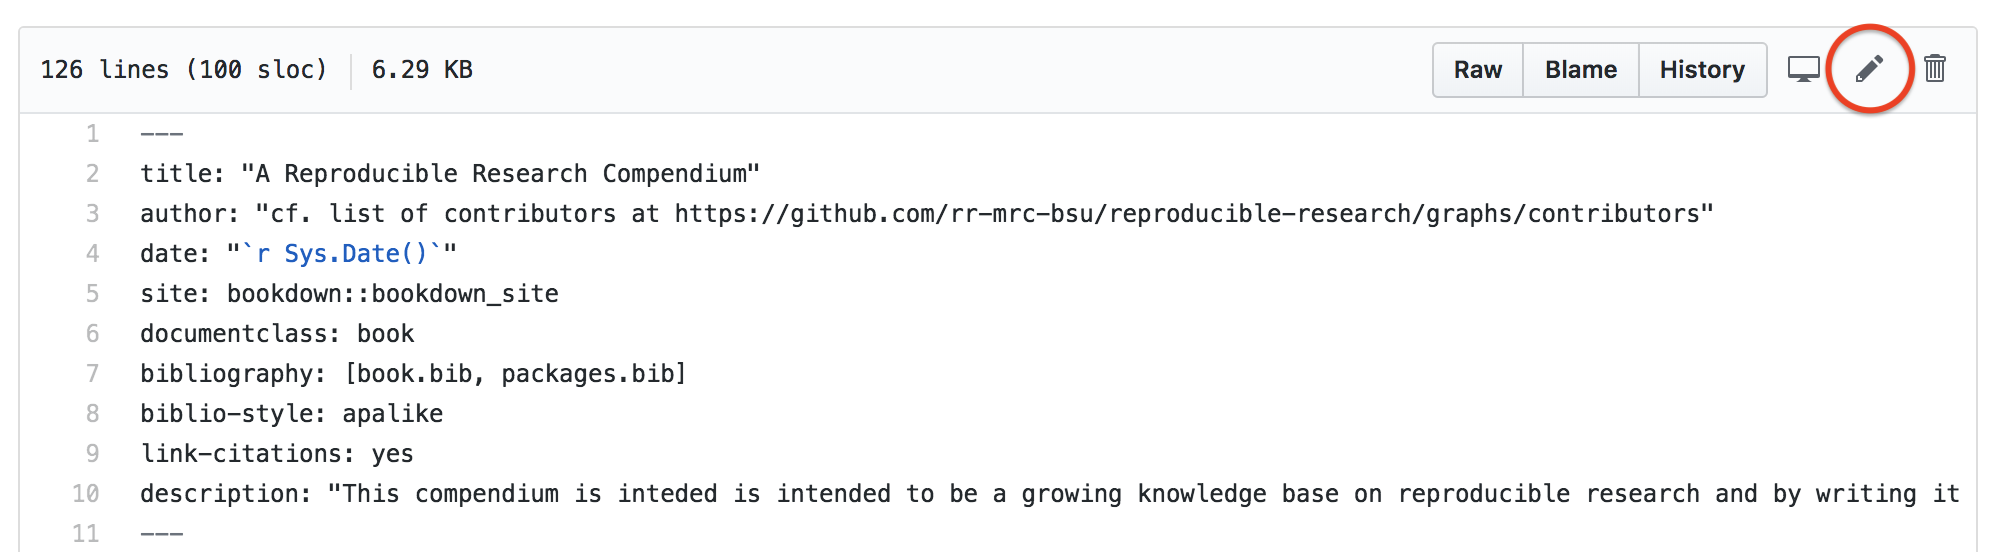 126 lines (100 sloc) 6.29 KB Raw Blame History
1 ---
2 title: "A Reproducible Research Compendium"
3 author: "cf. list of contributors at https://github.com/rr-mrc-bsu/reproducible-research/graphs/contributors"
4 date: "`r Sys.Date()`"
5 site: bookdown::bookdown_site
6 documentclass: book
7 bibliography: [book.bib, packages.bib]
8 biblio-style: apalike
9 link-citations: yes
10 description: "This compendium is inteded is intended to be a growing knowledge base on reproducible research and by writing it
11 ---